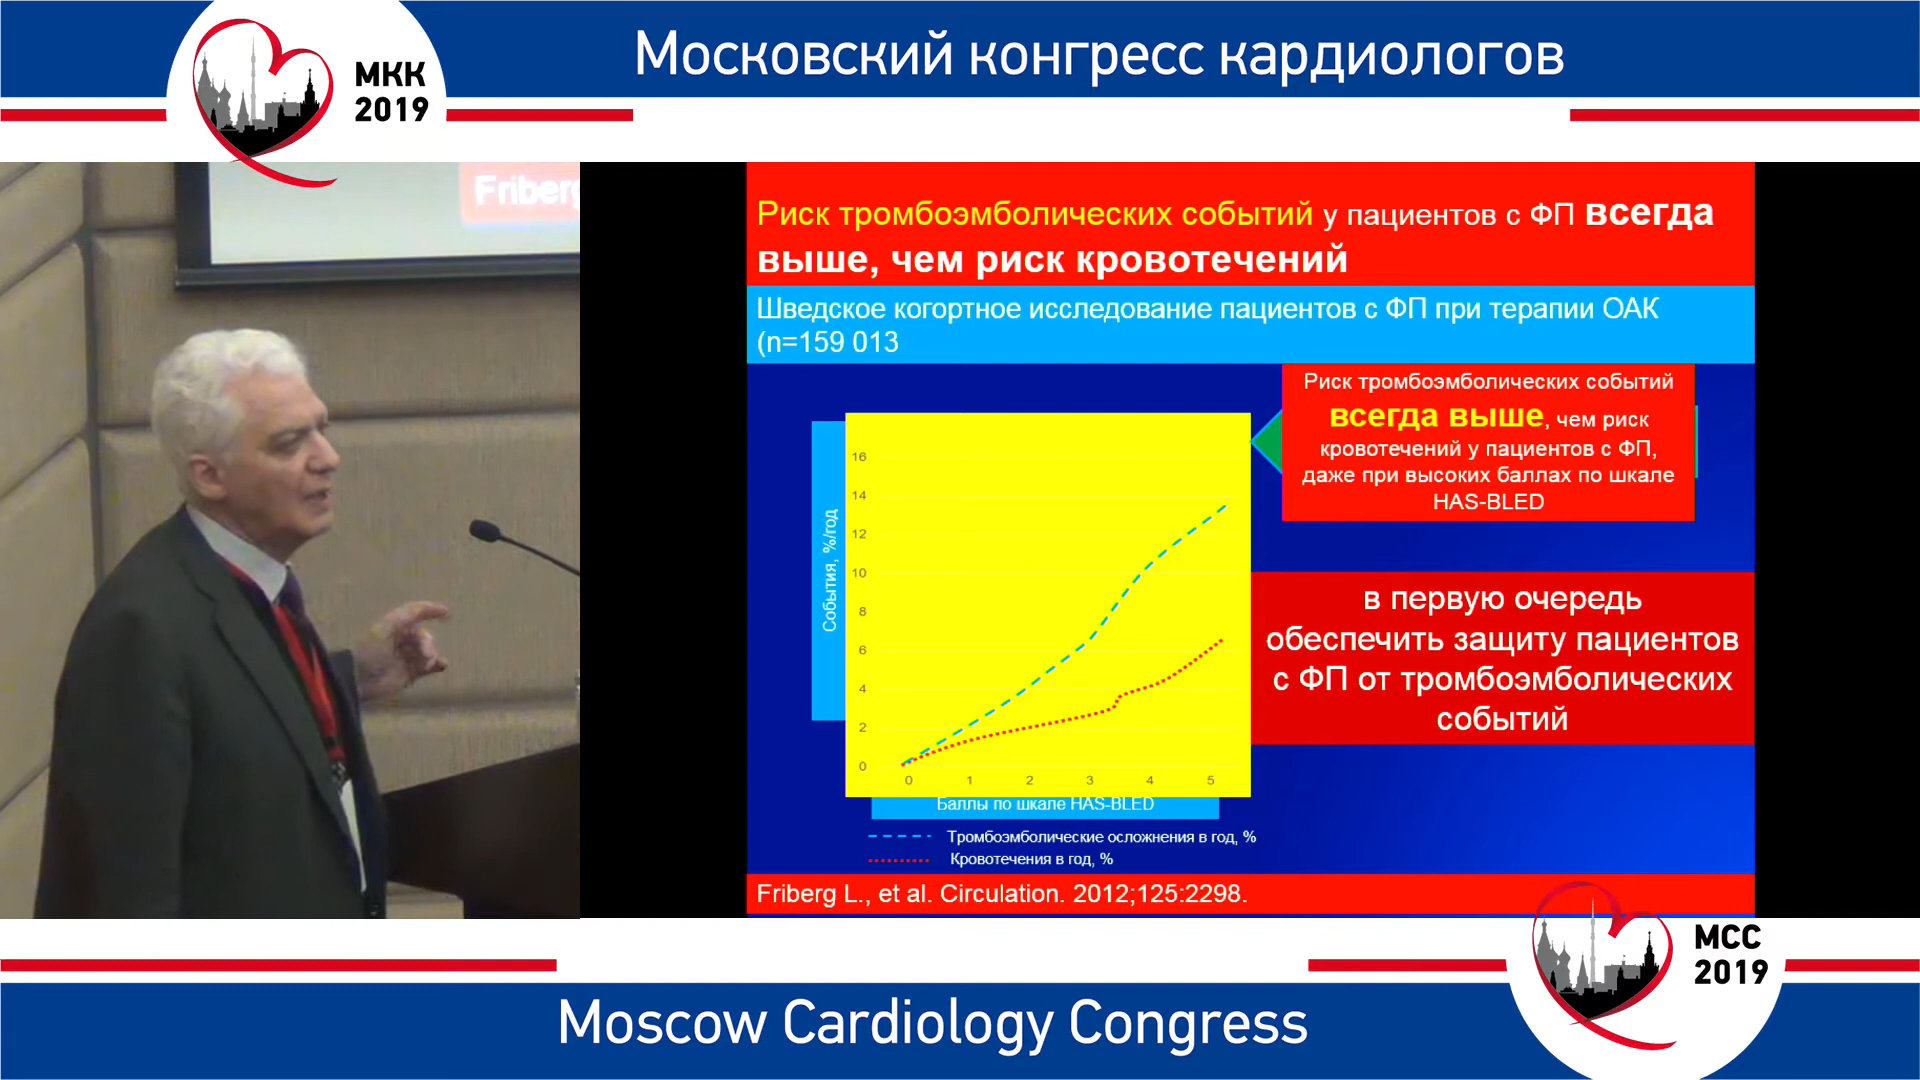 Московский конгресс кардиологов
МКК
2019
Friberg
Риск тромбоэмболических событий у пациентов с ФП всегда
выше, чем риск кровотечений
Шведское когортное исследование пациентов с ФП при терапии ОАК
(n=159 013
Риск тромбоэмболических событий
всегда выше, чем риск
кровотечений у пациентов с ФП,
даже при высоких баллах по шкале
HAS-BLED
События, %/год
16
14
12
10
8
6
4
2
0
0 1 2 3 4 5
Баллы по шкале HAS-BLED
Тромбоэмболические осложнения в год, %
Кровотечения в год, %
в первую очередь
обеспечить защиту пациентов
с ФП от тромбоэмболических
событий
Friberg L., et al. Circulation. 2012;125:2298.
MCC
2019
Moscow Cardiology Congress